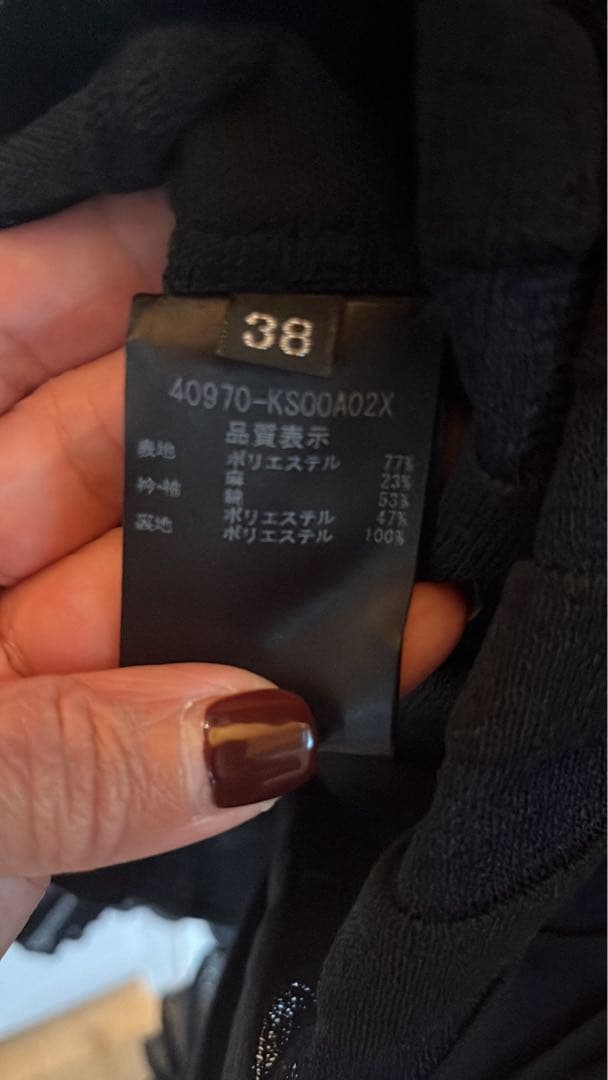 38
40970-KS00A02X
品質表示
表地 ポリエステル 77%
麻 23%
衿・袖 綿 53%
ポリエステル 47%
裏地 ポリエステル 100%